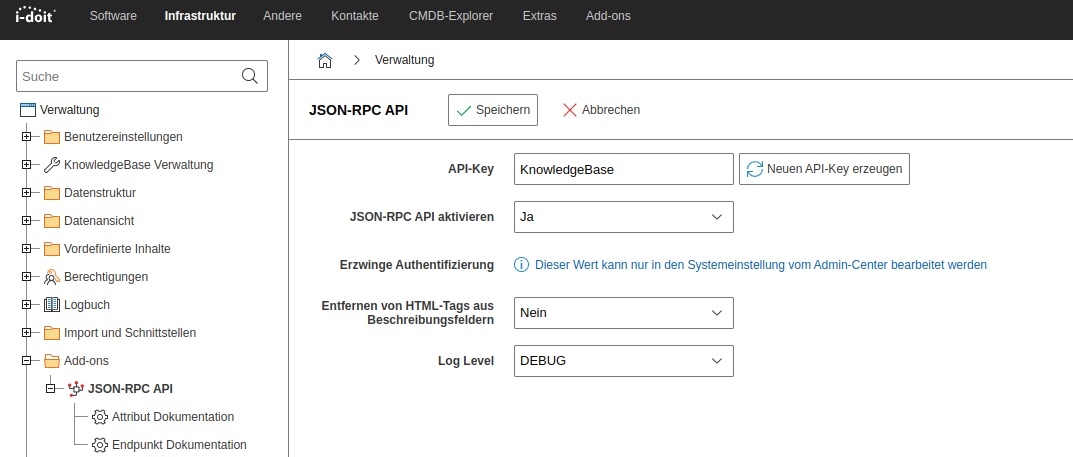 i-doit
Software Infrastruktur Andere Kontakte CMDB-Explorer Extras Add-ons
Suche
Verwaltung
Benutzereinstellungen
KnowledgeBase Verwaltung
Datenstruktur
Datenansicht
Vordefinierte Inhalte
Berechtigungen
Logbuch
Import und Schnittstellen
Add-ons
JSON-RPC API
Attribut Dokumentation
Endpunkt Dokumentation
Verwaltung
JSON-RPC API Speichern Abbrechen
API-Key KnowledgeBase Neuen API-Key erzeugen
JSON-RPC API aktivieren Ja
Erzwinge Authentifizierung Dieser Wert kann nur in den Systemeinstellung vom Admin-Center bearbeitet werden
Entfernen von HTML-Tags aus
Beschreibungsfeldern Nein
Log Level DEBUG